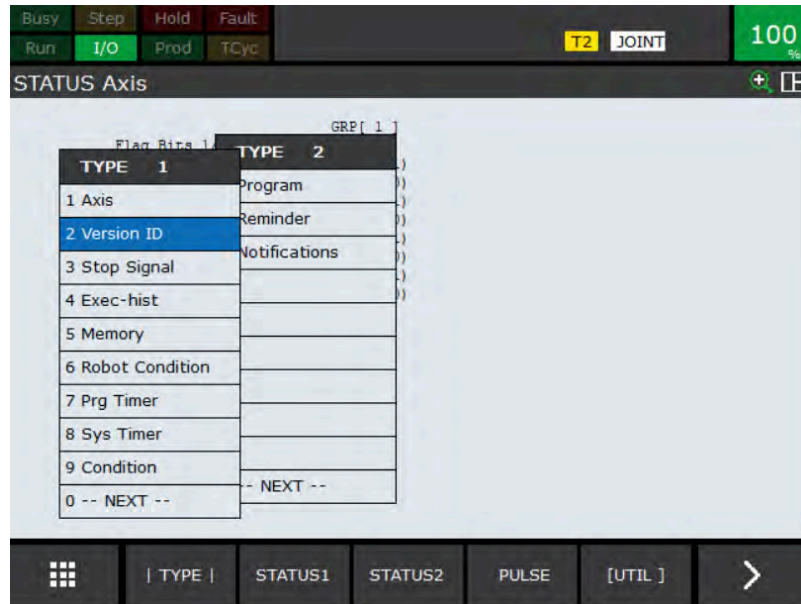 Busy Step Hold Fault
Run I/O Prod TCyc
T2 JOINT
100
%
STATUS Axis
GRP[ 1 ]
Flag Bits 1/
TYPE 1
1 Axis
2 Version ID
3 Stop Signal
4 Exec-hist
5 Memory
6 Robot Condition
7 Prg Timer
8 Sys Timer
9 Condition
0 -- NEXT --
TYPE 2
Program
Reminder
Notifications
-- NEXT --
)
))
)
))
)
))
)
))
| TYPE | STATUS1 STATUS2 PULSE [UTIL ] >